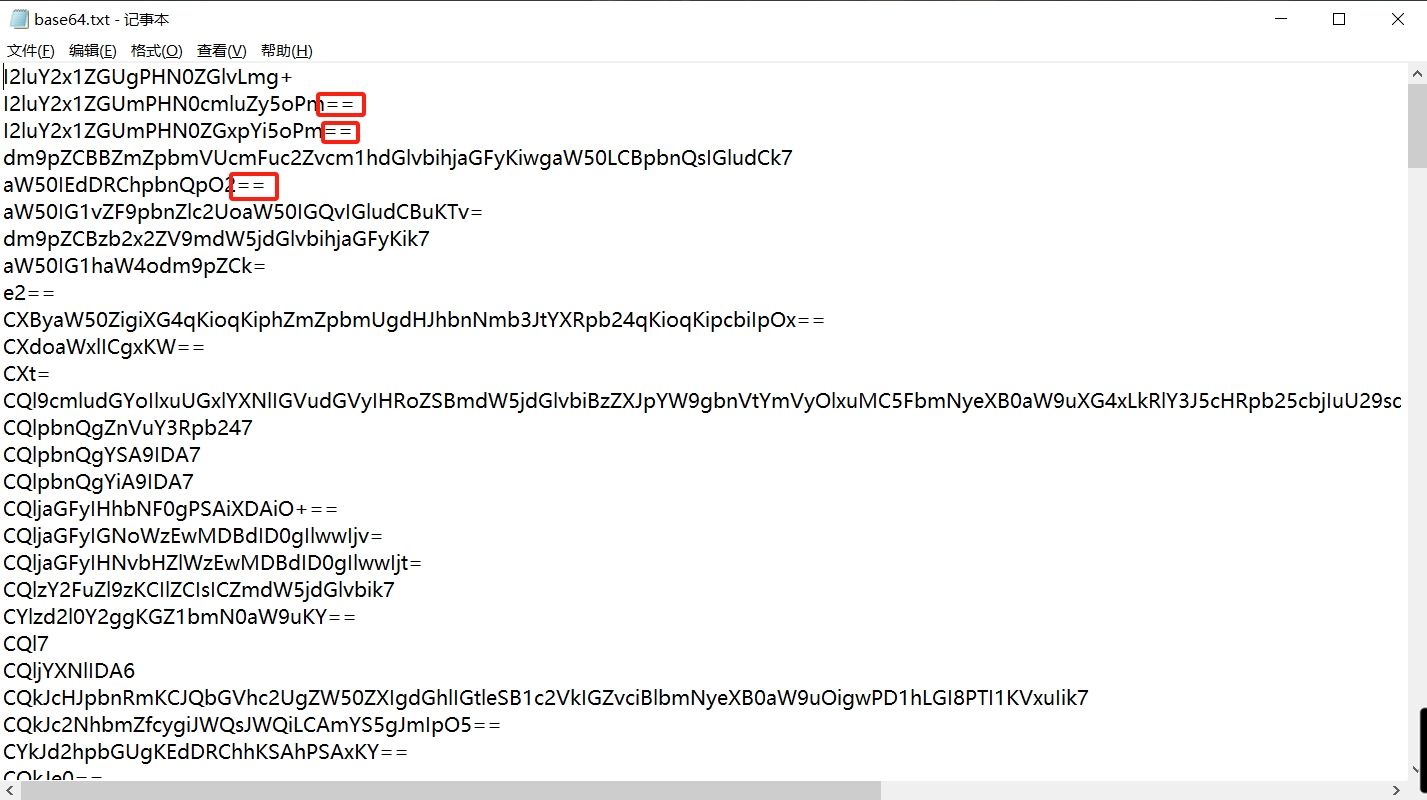 base64.txt - 记事本
文件(F) 编辑(E) 格式(O) 查看(V) 帮助(H)
I2luY2x1ZGUgPHN0ZGlvLmg+
I2luY2x1ZGUmPHN0cmluZy5oPm==
I2luY2x1ZGUmPHN0ZGxpYi5oPm==
dm9pZCBBZmZpbmVUcmFuc2Zvcm1hdGlvbihjaGFyKiwgaW50LCBpbnQsIGludCk7
aW50IEdDRChpbnQpO2==
aW50IG1vZF9pbnZlc2UoaW50IGQvIGludCBuKTv=
dm9pZCBzb2x2ZV9mdW5jdGlvbihjaGFyKik7
aW50IG1haW4odm9pZCk=
e2==
CXByaW50ZigiXG4qKioqKiphZmZpbmUgdHJhbnNmb3JtYXRpb24qKioqKipcbiIpOx==
CXdoaWxlICgxKW==
CXt=
CQl9cmludGYoIlxuUGxlYXNlIGVudGVyIHRoZSBmdW5jdGlvbiBzZXJpYW9gbnVtYmVyOlxuMC5FbmNyeXB0aW9uXG4xLkRlY3J5cHRpb25cbjIuU29sc
CQlpbnQgZnVuY3Rpb247
CQlpbnQgYSA9IDA7
CQlpbnQgYiA9IDA7
CQljaGFyIHhbNF0gPSAiXDAiO+==
CQljaGFyIGNoWzEwMDBdID0gIlwwIjv=
CQljaGFyIHNvbHZlWzEwMDBdID0gIlwwIjt=
CQlzY2FuZl9zKCIlZCIsICZmdW5jdGlvbik7
CYlzd2l0Y2ggKGZ1bmN0aW9uKY==
CQl7
CQljYXNlIDA6
CQkJcHJpbnRmKCJQbGVhc2UgZW50ZXIgdGhlIGtleSB1c2VkIGZvciBlbmNyeXB0aW9uOigwPD1hLGI8PTI1KVxuIik7
CQkJc2NhbmZfcygiJWQsJWQiLCAmYS5gJmIpO5==
CYkJd2hpbGUgKEdDRChhKSAhPSAxKY==
CQkJe0==